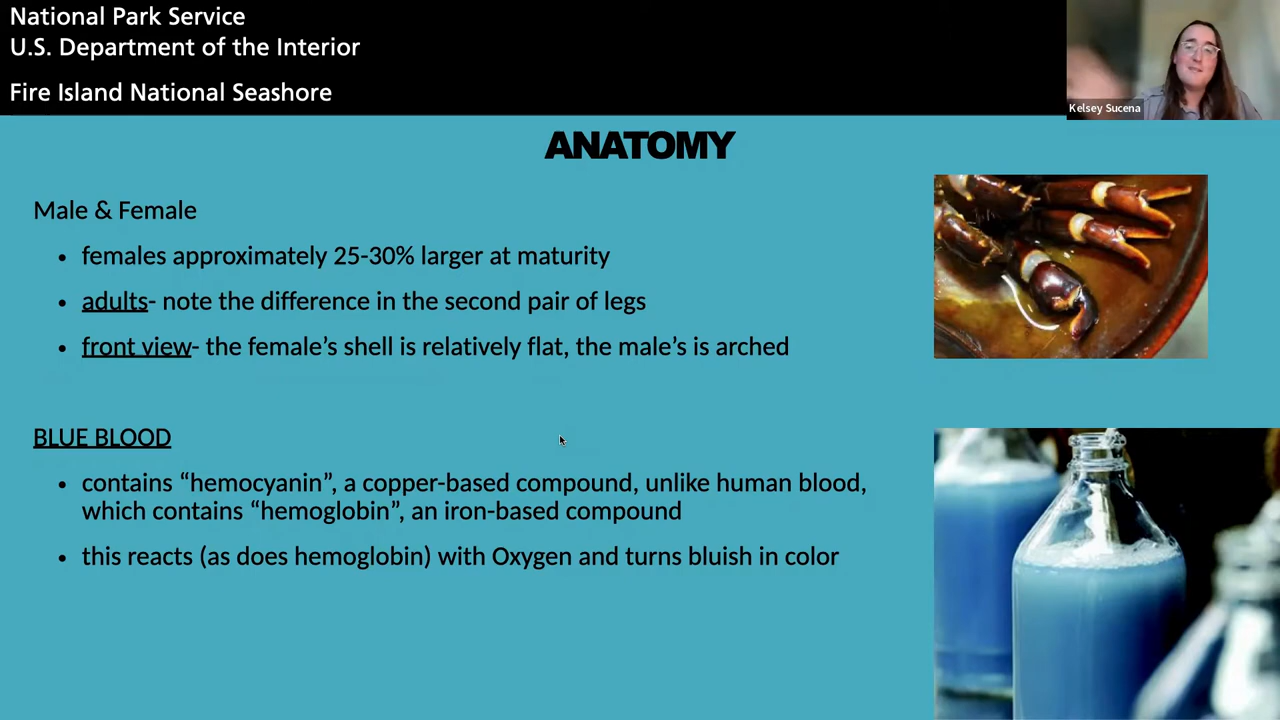 National Park Service
U.S. Department of the Interior
Fire Island National Seashore
Kelsey Sucena
ANATOMY
Male & Female
• females approximately 25-30% larger at maturity
• adults- note the difference in the second pair of legs
• front view- the female’s shell is relatively flat, the male’s is arched
BLUE BLOOD
• contains “hemocyanin”, a copper-based compound, unlike human blood,
which contains “hemoglobin”, an iron-based compound
• this reacts (as does hemoglobin) with Oxygen and turns bluish in color